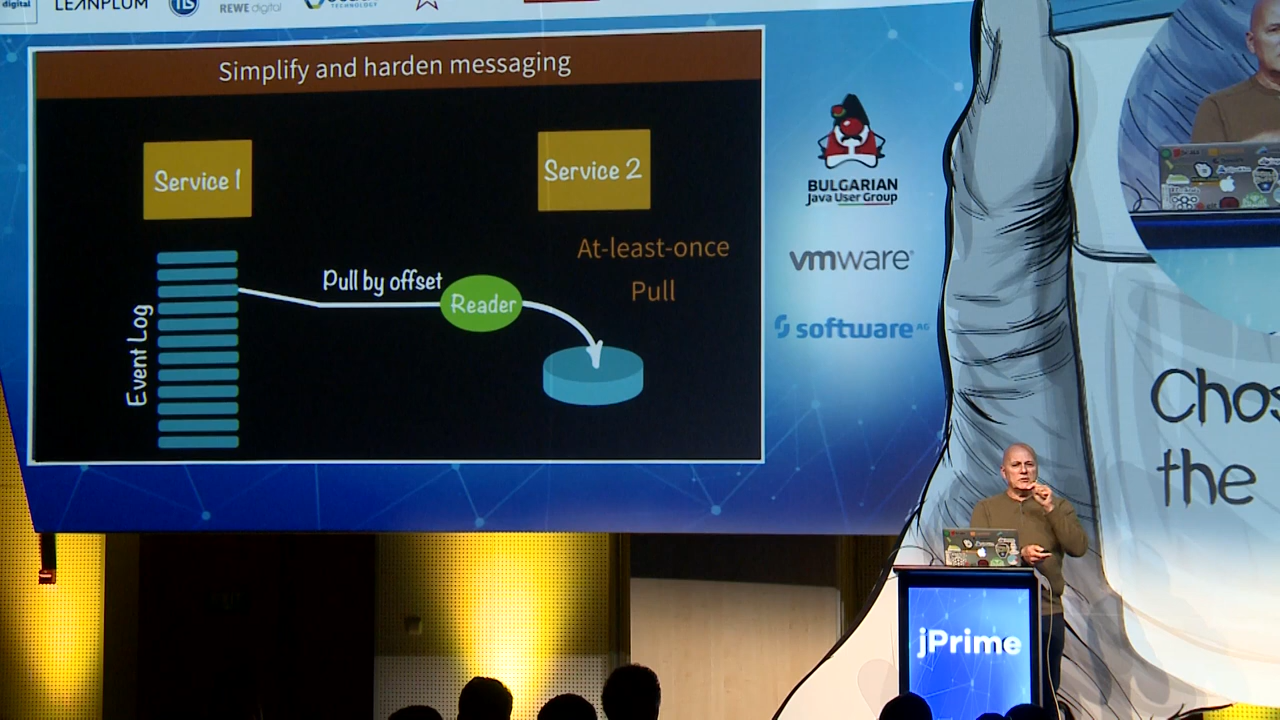 digital
LEANPLUM
REWE digital
TECHNOLOGY
Simplify and harden messaging
Service 1
Service 2
At-least-once
Pull
Pull by offset
Reader
Event Log
BULGARIAN
Java User Group
vmware®
software AG
the
jPrime